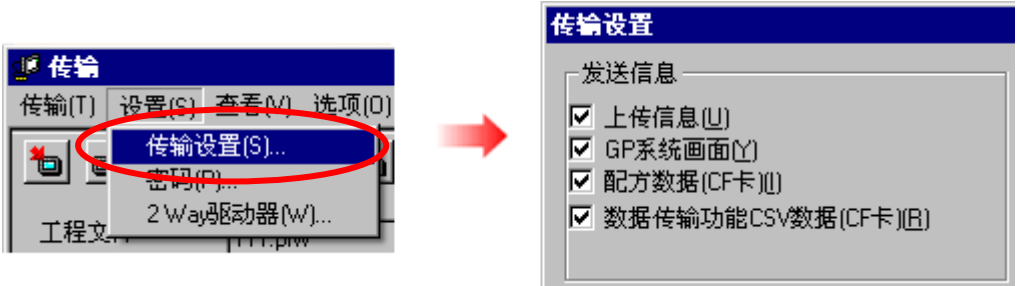 传输
传输(T) 设置(S) 查看(V) 选项(O)
传输设置(S)...
密码(P)...
2 Way驱动器(W)...
工程文
传输设置
发送信息
上传信息(U)
GP系统画面(Y)
配方数据(CF卡)(I)
数据传输功能CSV数据(CF卡)(R)